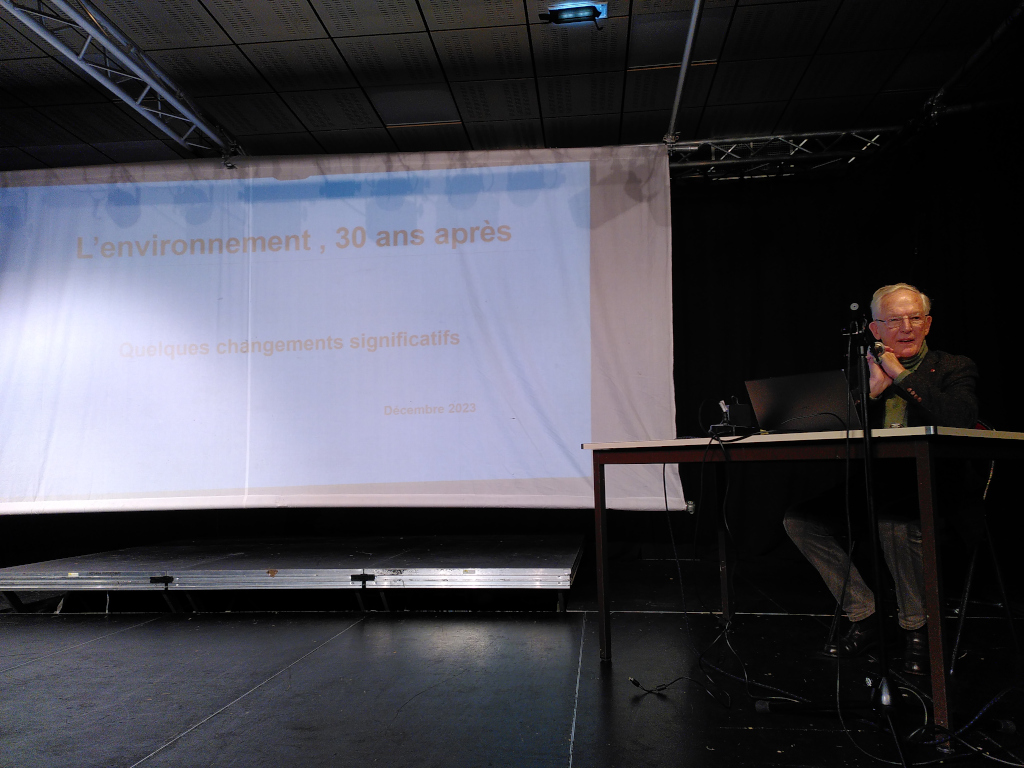 L'environnement , 30 ans après
Quelques changements significatifs
Décembre 2023